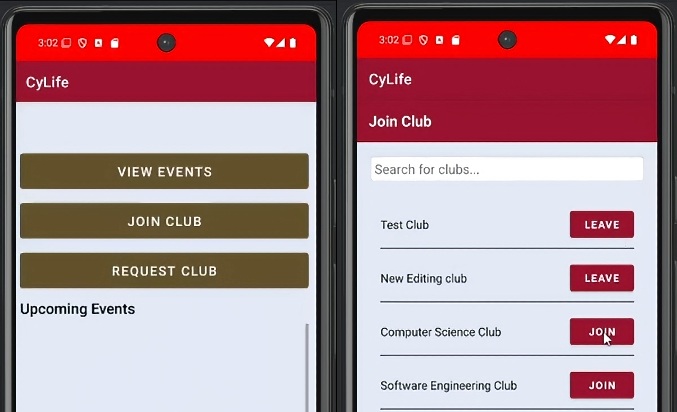 3:02
CyLife
VIEW EVENTS
JOIN CLUB
REQUEST CLUB
Upcoming Events
3:02
CyLife
Join Club
Search for clubs...
Test Club LEAVE
New Editing club LEAVE
Computer Science Club JOIN
Software Engineering Club JOIN